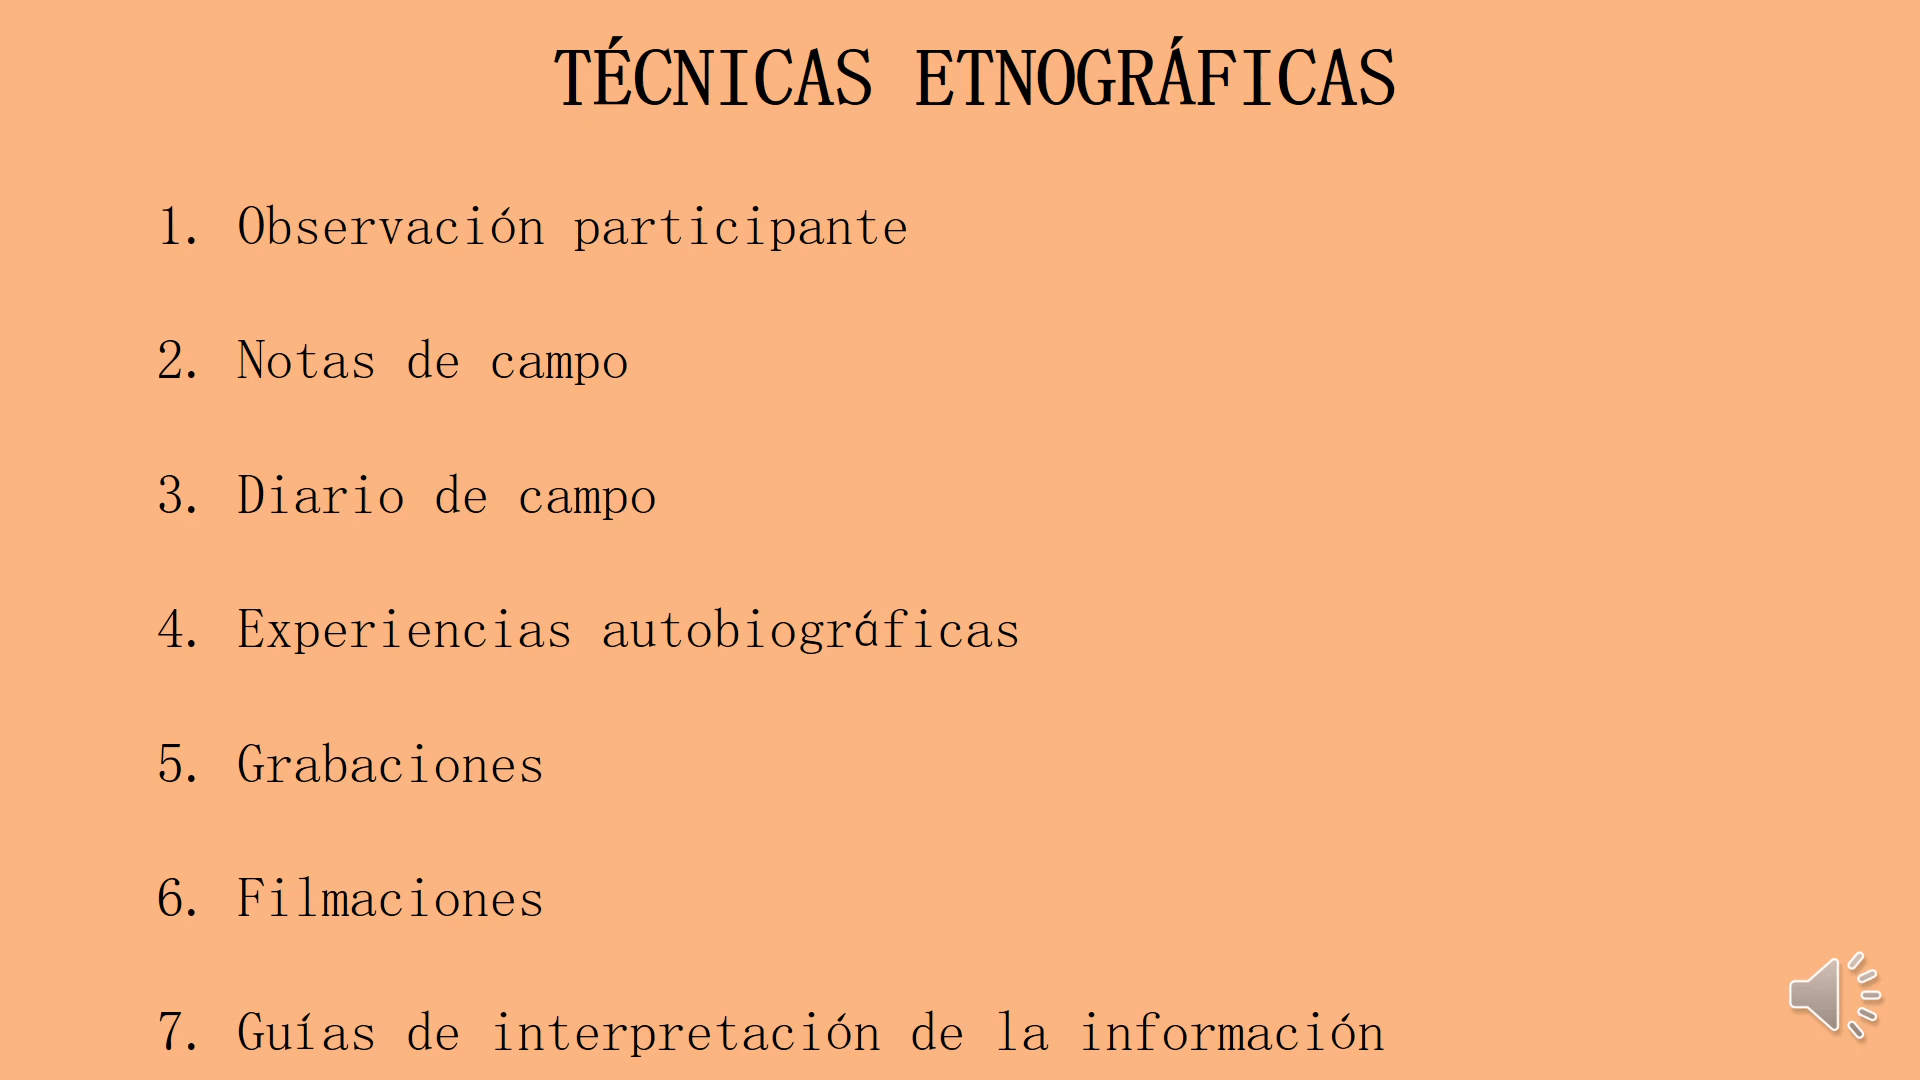 TÉCNICAS ETNOGRÁFICAS
1. Observación participante
2. Notas de campo
3. Diario de campo
4. Experiencias autobiográficas
5. Grabaciones
6. Filmaciones
7. Guías de interpretación de la información